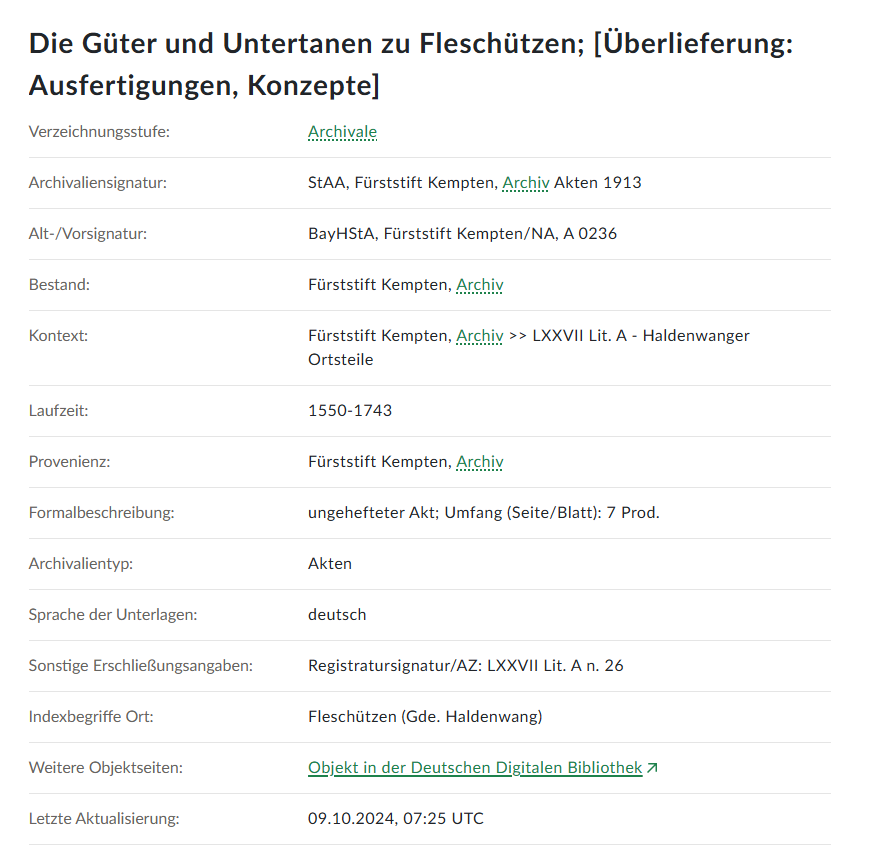 Die Güter und Untertanen zu Fleschützen; [Überlieferung:
Ausfertigungen, Konzepte]
Verzeichnungsstufe: Archivale
Archivaliensignatur: StAA, Fürststift Kempten, Archiv Akten 1913
Alt-/Vorsignatur: BayHStA, Fürststift Kempten/NA, A 0236
Bestand: Fürststift Kempten, Archiv
Kontext: Fürststift Kempten, Archiv >> LXXVII Lit. A - Haldenwanger
Ortsteile
Laufzeit: 1550-1743
Provenienz: Fürststift Kempten, Archiv
Formalbeschreibung: ungehefteter Akt; Umfang (Seite/Blatt): 7 Prod.
Archivalientyp: Akten
Sprache der Unterlagen: deutsch
Sonstige Erschließungsangaben: Registratursignatur/AZ: LXXVII Lit. A n. 26
Indexbegriffe Ort: Fleschützen (Gde. Haldenwang)
Weitere Objektseiten: Objekt in der Deutschen Digitalen Bibliothek
Letzte Aktualisierung: 09.10.2024, 07:25 UTC